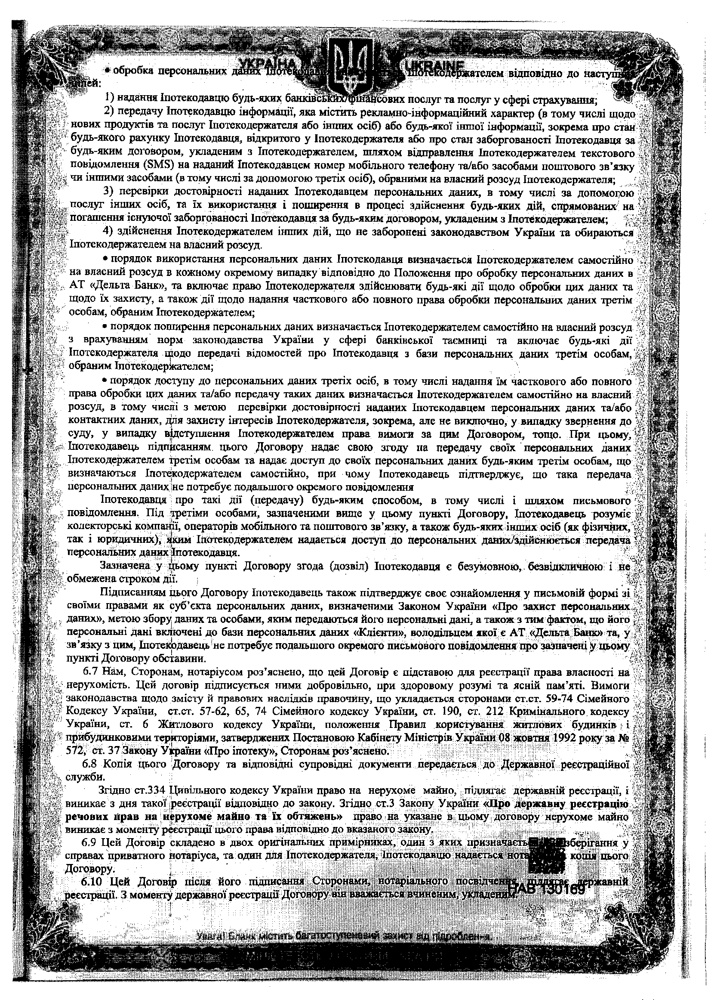 УКРАЇНА UKRAINE
• обробка персональних даних Іпотекодержателем відповідно до
цілей:
1) надання Іпотекодавцю будь-яких банківських/фінансових послуг та послуг у сфері страхування;
2) передачу Іпотекодавцю інформації, яка містить рекламно-інформаційний характер (в тому числі щодо
нових продуктів та послуг Іпотекодержателя або інших осіб) або будь-якої іншої інформації, зокрема про стан
будь-якого рахунку Іпотекодавця, відкритого у Іпотекодержателя або про стан заборгованості Іпотекодавця за
будь-яким договором, укладеним з Іпотекодержателем, шляхом відправлення Іпотекодержателем текстового
повідомлення (SMS) на наданий Іпотекодавцем номер мобільного телефону та/або засобами поштового зв’язку
чи іншими засобами (в тому числі за допомогою третіх осіб), обраними на власний розсуд Іпотекодержателя;
3) перевірки достовірності наданих Іпотекодавцем персональних даних, в тому числі за допомогою
послуг інших осіб, та їх використання і поширення в процесі здійснення будь-яких дій, спрямованих на
погашення існуючої заборгованості Іпотекодавця за будь-яким договором, укладеним з Іпотекодержателем;
4) здійснення Іпотекодержателем інших дій, що не заборонені законодавством України та обираються
Іпотекодержателем на власний розсуд.
• порядок використання персональних даних Іпотекодавця визначається Іпотекодержателем самостійно
на власний розсуд в кожному окремому випадку відповідно до Положення про обробку персональних даних в
АТ «Дельта Банк», та включає право Іпотекодержателя здійснювати будь-які дії щодо обробки цих даних та
щодо їх захисту, а також дії щодо надання часткового або повного права обробки персональних даних третім
особам, обраним Іпотекодержателем;
• порядок поширення персональних даних визначається Іпотекодержателем самостійно на власний розсуд
з врахуванням норм законодавства України у сфері банківської таємниці та включає будь-які дії
Іпотекодержателя щодо передачі відомостей про Іпотекодавця з бази персональних даних третім особам,
обраним Іпотекодержателем;
• порядок доступу до персональних даних третіх осіб, в тому числі надання їм часткового або повного
права обробки цих даних та/або передачу таких даних визначається Іпотекодержателем самостійно на власний
розсуд, в тому числі з метою перевірки достовірності наданих Іпотекодавцем персональних даних та/або
контактних даних, для захисту інтересів Іпотекодержателя, зокрема, але не виключно, у випадку звернення до
суду, у випадку відступлення Іпотекодержателем права вимоги за цим Договором, тощо. При цьому,
Іпотекодавець підписанням цього Договору надає свою згоду на передачу своїх персональних даних
Іпотекодержателем третім особам та надає доступ до своїх персональних даних будь-яким третім особам, що
визначаються Іпотекодержателем самостійно, при чому Іпотекодавець підтверджує, що така передача
персональних даних не потребує подальшого окремого повідомлення
Іпотекодавця про такі дії (передачу) будь-яким способом, в тому числі і шляхом письмового
повідомлення. Під третіми особами, зазначеними вище у цьому пункті Договору, Іпотекодавець розуміє
колекторські компанії, операторів мобільного та поштового зв’язку, а також будь-яких інших осіб (як фізичних,
так і юридичних), яким Іпотекодержателем надається доступ до персональних даних/здійснюється передача
персональних даних Іпотекодавця.
Зазначена у цьому пункті Договору згода (дозвіл) Іпотекодавця є безумовною, безвідкличною і не
обмежена строком дії.
Підписанням цього Договору Іпотекодавець також підтверджує своє ознайомлення у письмовій формі зі
своїми правами як суб’єкта персональних даних, визначеними Законом України «Про захист персональних
даних», метою збору даних та особами, яким передаються його персональні дані, а також з тим фактом, що його
персональні дані включені до бази персональних даних «Клієнти», володільцем якої є АТ «Дельта Банк» та, у
зв’язку з цим, Іпотекодавець не потребує подальшого окремого письмового повідомлення про зазначені у цьому
пункті Договору обставини.
6.7 Нам, Сторонам, нотаріусом роз’яснено, що цей Договір є підставою для реєстрації права власності на
нерухомість. Цей договір підписується ними добровільно, при здоровому розумі та ясній пам’яті. Вимоги
законодавства щодо змісту й правових наслідків правочину, що укладається сторонами ст.ст. 59-74 Сімейного
Кодексу України, ст.ст. 57-62, 65, 74 Сімейного кодексу України, ст. 190, ст. 212 Кримінального кодексу
України, ст. 6 Житлового кодексу України, положення Правил користування житлових будинків і
прибудинковими територіями, затверджених Постановою Кабінету Міністрів України 08 жовтня 1992 року за №
572, ст. 37 Закону України «Про іпотеку», Сторонам роз’яснено.
6.8 Копія цього Договору та відповідні супровідні документи передається до Державної реєстраційної
служби.
Згідно ст.334 Цивільного кодексу України право на нерухоме майно, підлягає державній реєстрації, і
виникає з дня такої реєстрації відповідно до закону. Згідно ст.3 Закону України «Про державну реєстрацію
речових прав на нерухоме майно та їх обтяжень» право на указане в цьому договору нерухоме майно
виникає з моменту реєстрації цього права відповідно до вказаного закону.
6.9 Цей Договір складено в двох оригінальних примірниках, один з яких зберігання у
справах приватного нотаріуса, та один для Іпотекодержателя, Іпотекодавцю надається копія цього
Договору.
6.10 Цей Договір після його підписання Сторонами, нотаріального посвідчення, підлягає державній
реєстрації. З моменту державної реєстрації Договору він вважається вчиненим, укладеним.
НАВ 130169
Увага! Бланк містить багатоступеневий захист від підроблення.